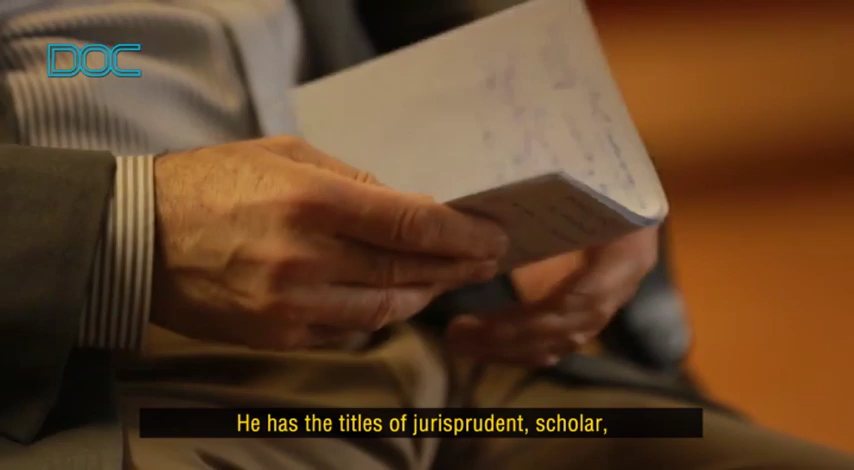 DOC
He has the titles of jurisprudent, scholar,